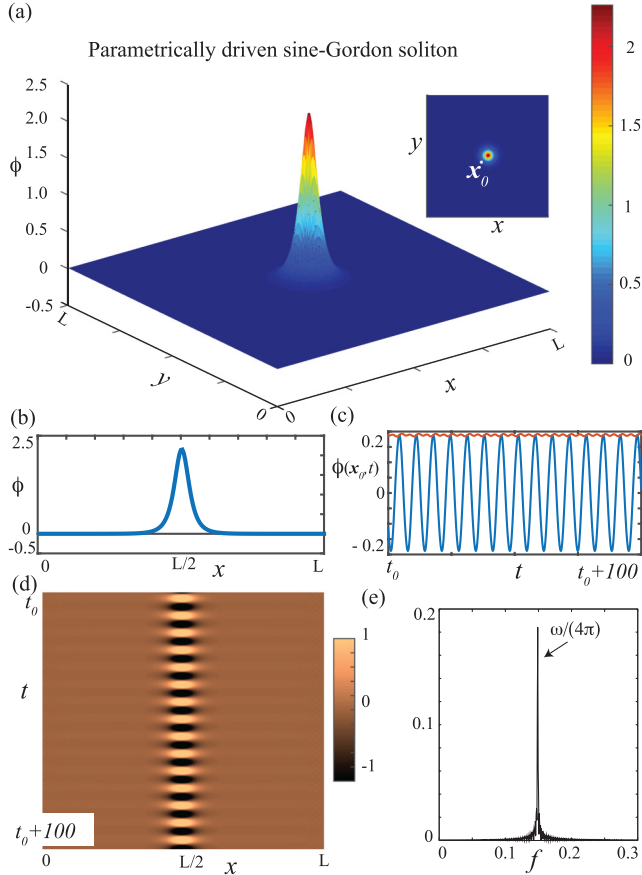 (a)
Parametrically driven sine-Gordon soliton
2.5
2.0
1.5
1.0
0.5
0
-0.5
ϕ
L
y
0
0
x
L
y
x₀
x
2
1.5
1
0.5
0
(b)
2.5
ϕ
0
-0.5
0
L/2
x
L
(c)
0.2
ϕ(x₀,t)
0
- 0.2
t₀
t
t₀+100
(d)
t₀
t
t₀+100
0
L/2
x
L
1
0
-1
(e)
0.2
ω/(4π)
0.1
0
0
0.1
f
0.2
0.3